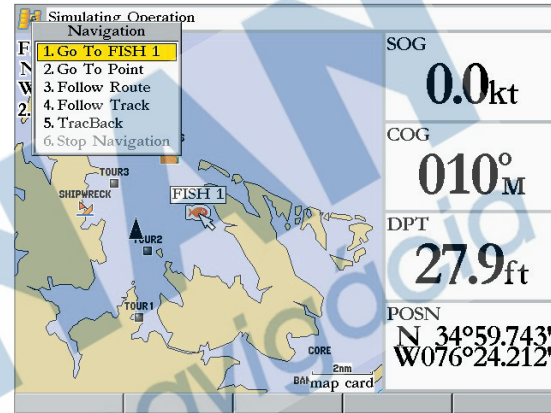 Simulating Operation
Navigation
1. Go To FISH 1
2. Go To Point
3. Follow Route
4. Follow Track
5. TracBack
6. Stop Navigation
F
N
W
2.
S
TOUR3
SHIPWRECK
FISH 1
TOUR2
TOUR1
CORE
2nm
map card
SOG
0.0kt
COG
010°M
DPT
27.9ft
POSN
N 34°59.743'
W076°24.212'